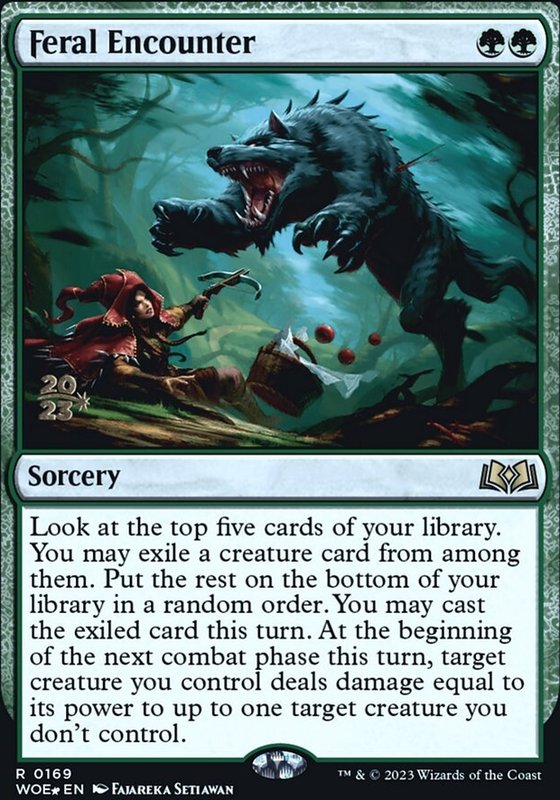 Feral Encounter
20
23
Sorcery
Look at the top five cards of your library.
You may exile a creature card from among
them. Put the rest on the bottom of your
library in a random order. You may cast
the exiled card this turn. At the beginning
of the next combat phase this turn, target
creature you control deals damage equal to
its power to up to one target creature you
don't control.
R 0169
WOE★EN Fajareka Setiawan
™ & © 2023 Wizards of the Coast